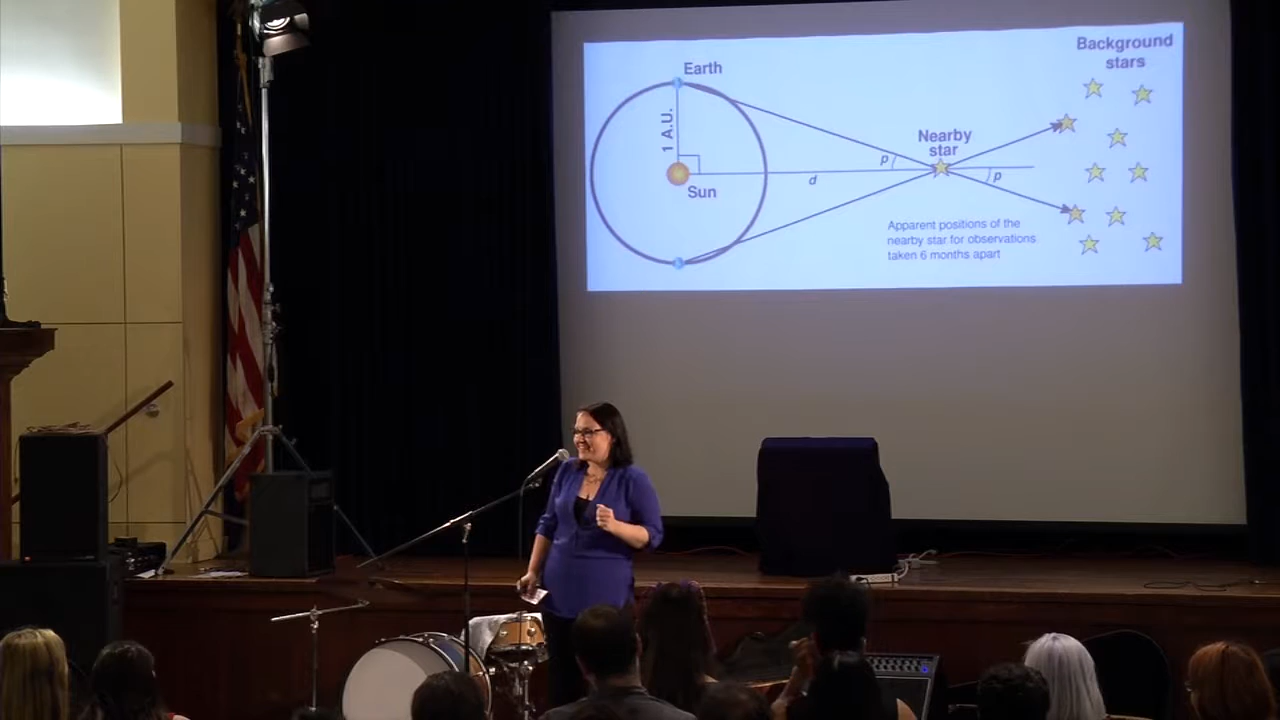 Background
stars
Earth
1 A.U.
Nearby
star
p
p
d
Sun
Apparent positions of the
nearby star for observations
taken 6 months apart